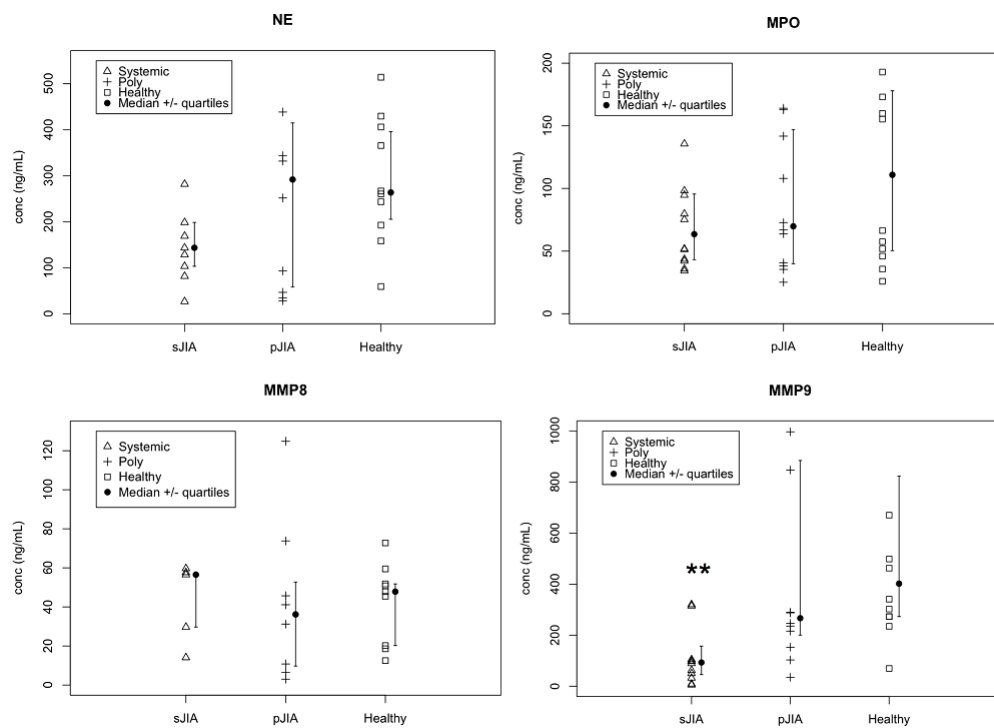 NE
conc (ng/mL)
500
400
300
200
100
0
Systemic
Poly
Healthy
Median +/- quartiles
sJIA pJIA Healthy
MPO
conc (ng/mL)
200
150
100
50
0
Systemic
Poly
Healthy
Median +/- quartiles
sJIA pJIA Healthy
MMP8
conc (ng/mL)
120
100
80
60
40
20
0
Systemic
Poly
Healthy
Median +/- quartiles
sJIA pJIA Healthy
MMP9
conc (ng/mL)
1000
800
600
400
200
0
Systemic
Poly
Healthy
Median +/- quartiles
**
sJIA pJIA Healthy